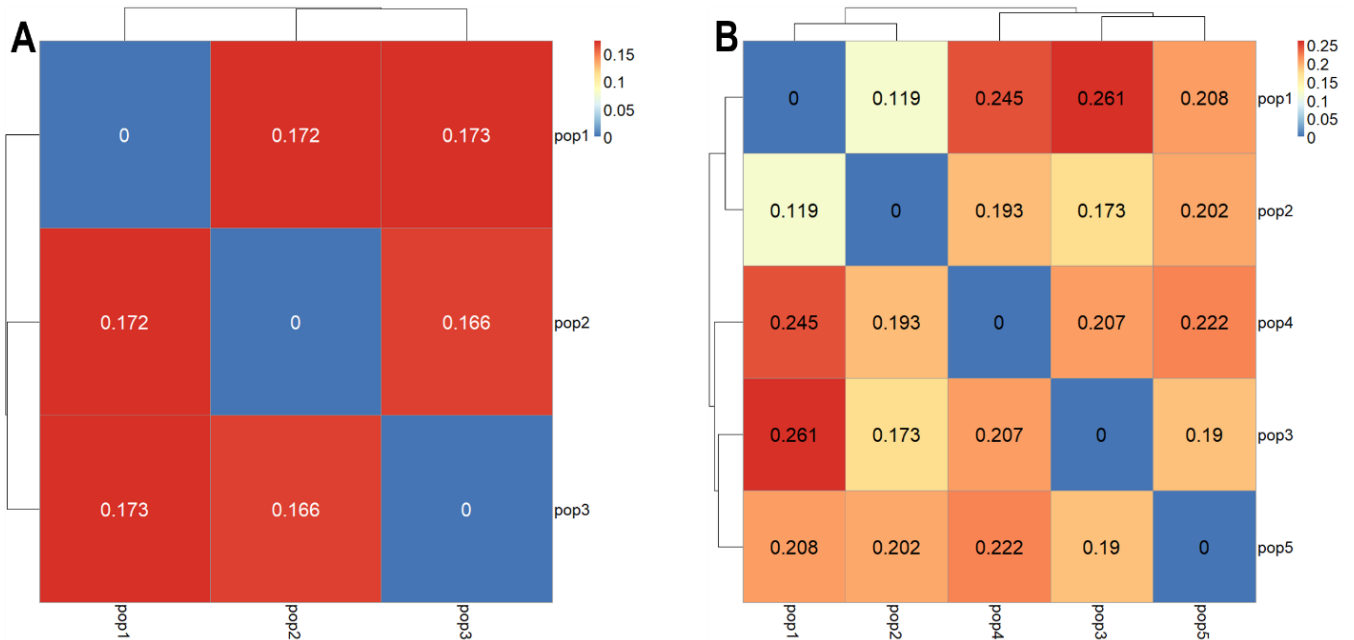 A
0.15
0.1
0.05
0
0 0.172 0.173 pop1
0.172 0 0.166 pop2
0.173 0.166 0 pop3
pop1 pop2 pop3
B
0.25
0.2
0.15
0.1
0.05
0
0 0.119 0.245 0.261 0.208 pop1
0.119 0 0.193 0.173 0.202 pop2
0.245 0.193 0 0.207 0.222 pop4
0.261 0.173 0.207 0 0.19 pop3
0.208 0.202 0.222 0.19 0 pop5
pop1 pop2 pop4 pop3 pop5